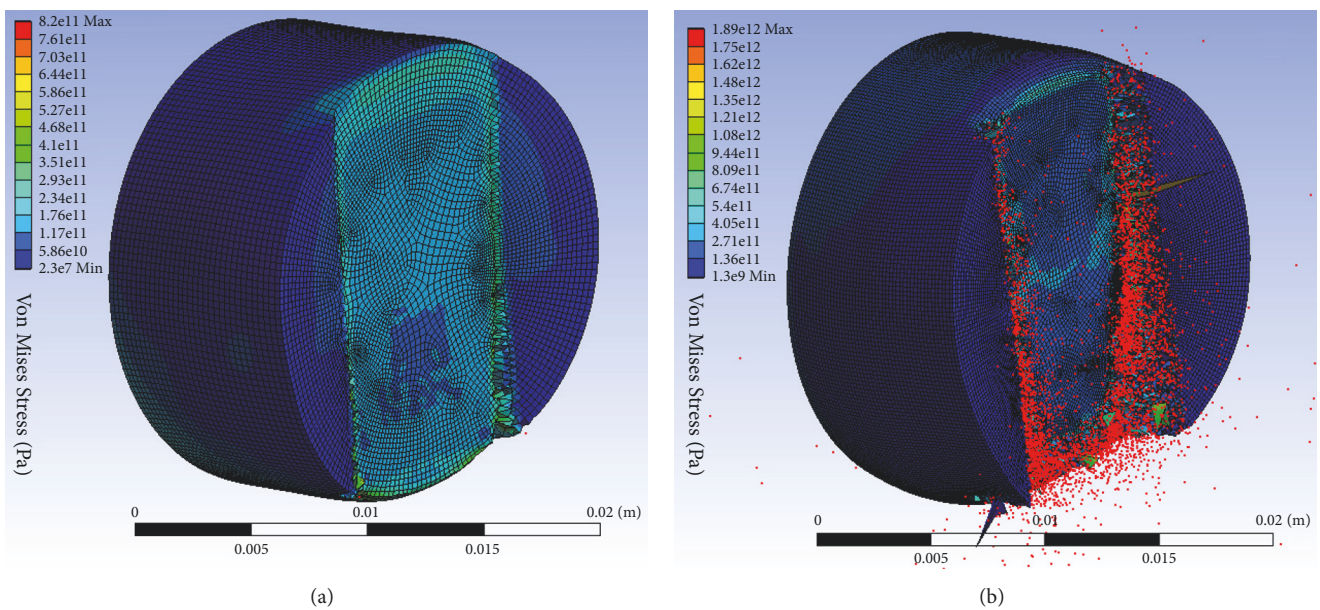 8.2e11 Max
7.61e11
7.03e11
6.44e11
5.86e11
5.27e11
4.68e11
4.1e11
3.51e11
2.93e11
2.34e11
1.76e11
1.17e11
5.86e10
2.3e7 Min
Von Mises Stress (Pa)
0
0.01
0.02 (m)
0.005
0.015
(a)
1.89e12 Max
1.75e12
1.62e12
1.48e12
1.35e12
1.21e12
1.08e12
9.44e11
8.09e11
6.74e11
5.4e11
4.05e11
2.71e11
1.36e11
1.3e9 Min
Von Mises Stress (Pa)
0
0.01
0.02 (m)
0.005
0.015
(b)